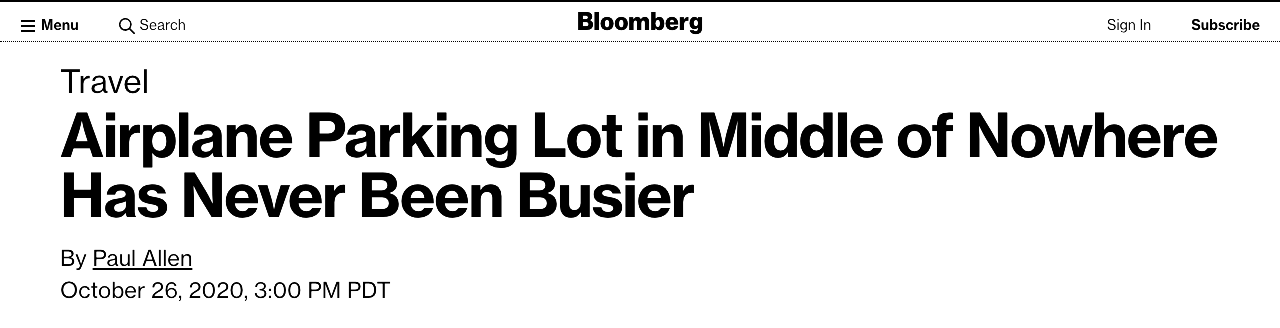 Menu
Search
Bloomberg
Sign In
Subscribe
Travel
Airplane Parking Lot in Middle of Nowhere
Has Never Been Busier
By Paul Allen
October 26, 2020, 3:00 PM PDT